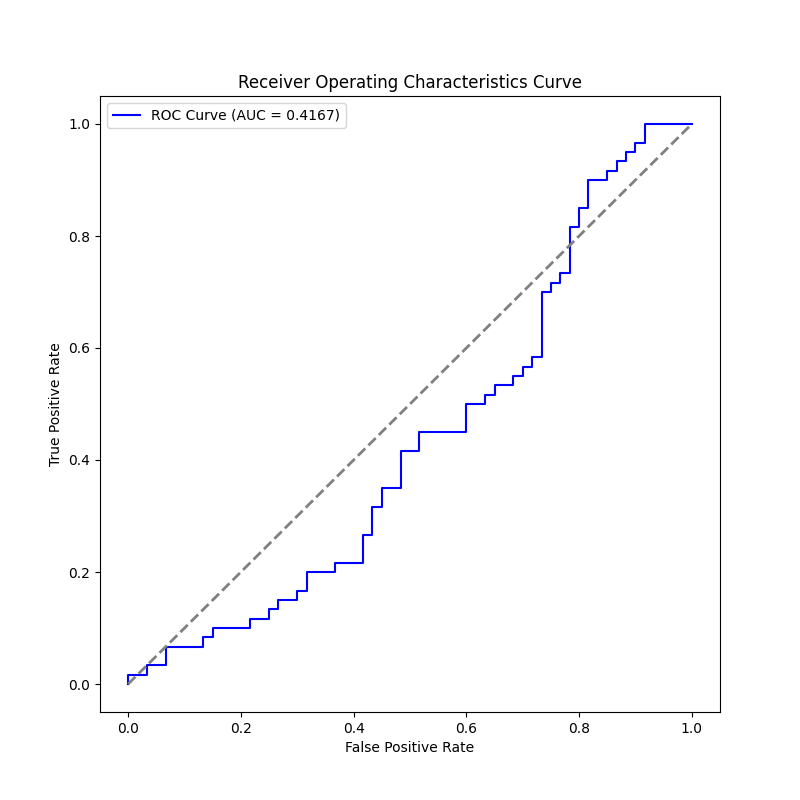 Receiver Operating Characteristics Curve
ROC Curve (AUC = 0.4167)
1.0
0.8
0.6
0.4
0.2
0.0
True Positive Rate
0.0 0.2 0.4 0.6 0.8 1.0
False Positive Rate